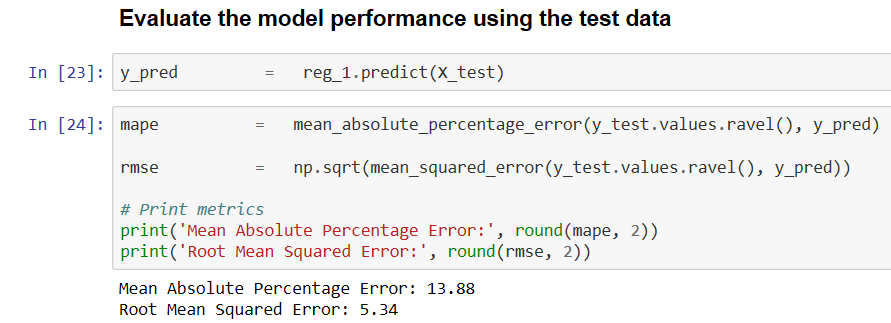 Evaluate the model performance using the test data
In [23]: y_pred = reg_1.predict(X_test)
In [24]: mape = mean_absolute_percentage_error(y_test.values.ravel(), y_pred)
rmse = np.sqrt(mean_squared_error(y_test.values.ravel(), y_pred))
# Print metrics
print('Mean Absolute Percentage Error:', round(mape, 2))
print('Root Mean Squared Error:', round(rmse, 2))
Mean Absolute Percentage Error: 13.88
Root Mean Squared Error: 5.34